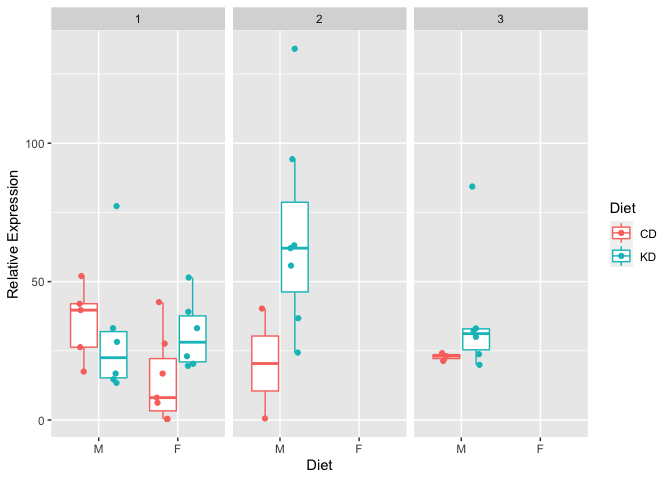 1 2 3
Relative Expression
100
50
0
M F M F M F
Diet
Diet
CD
KD